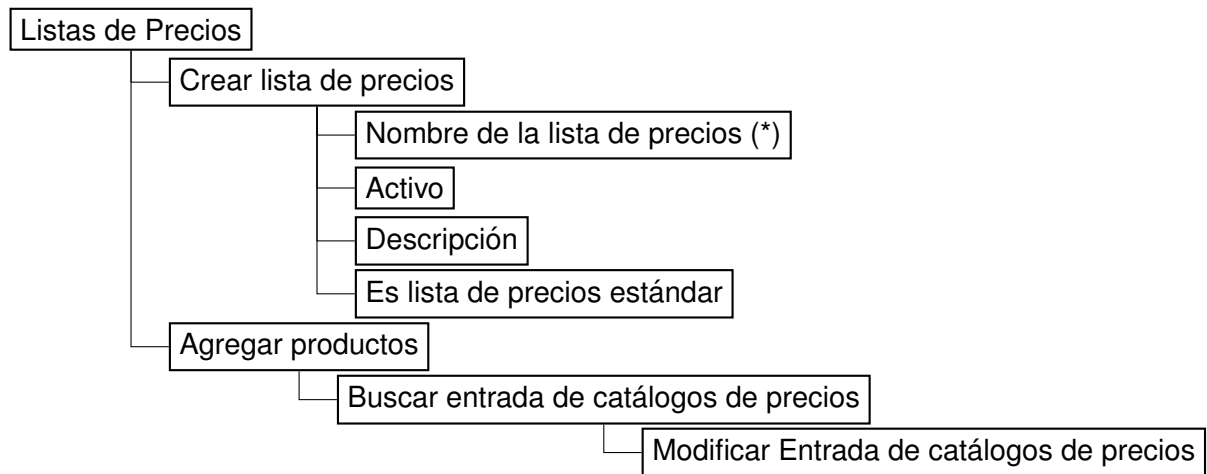 Listas de Precios
Crear lista de precios
Nombre de la lista de precios (*)
Activo
Descripción
Es lista de precios estándar
Agregar productos
Buscar entrada de catálogos de precios
Modificar Entrada de catálogos de precios